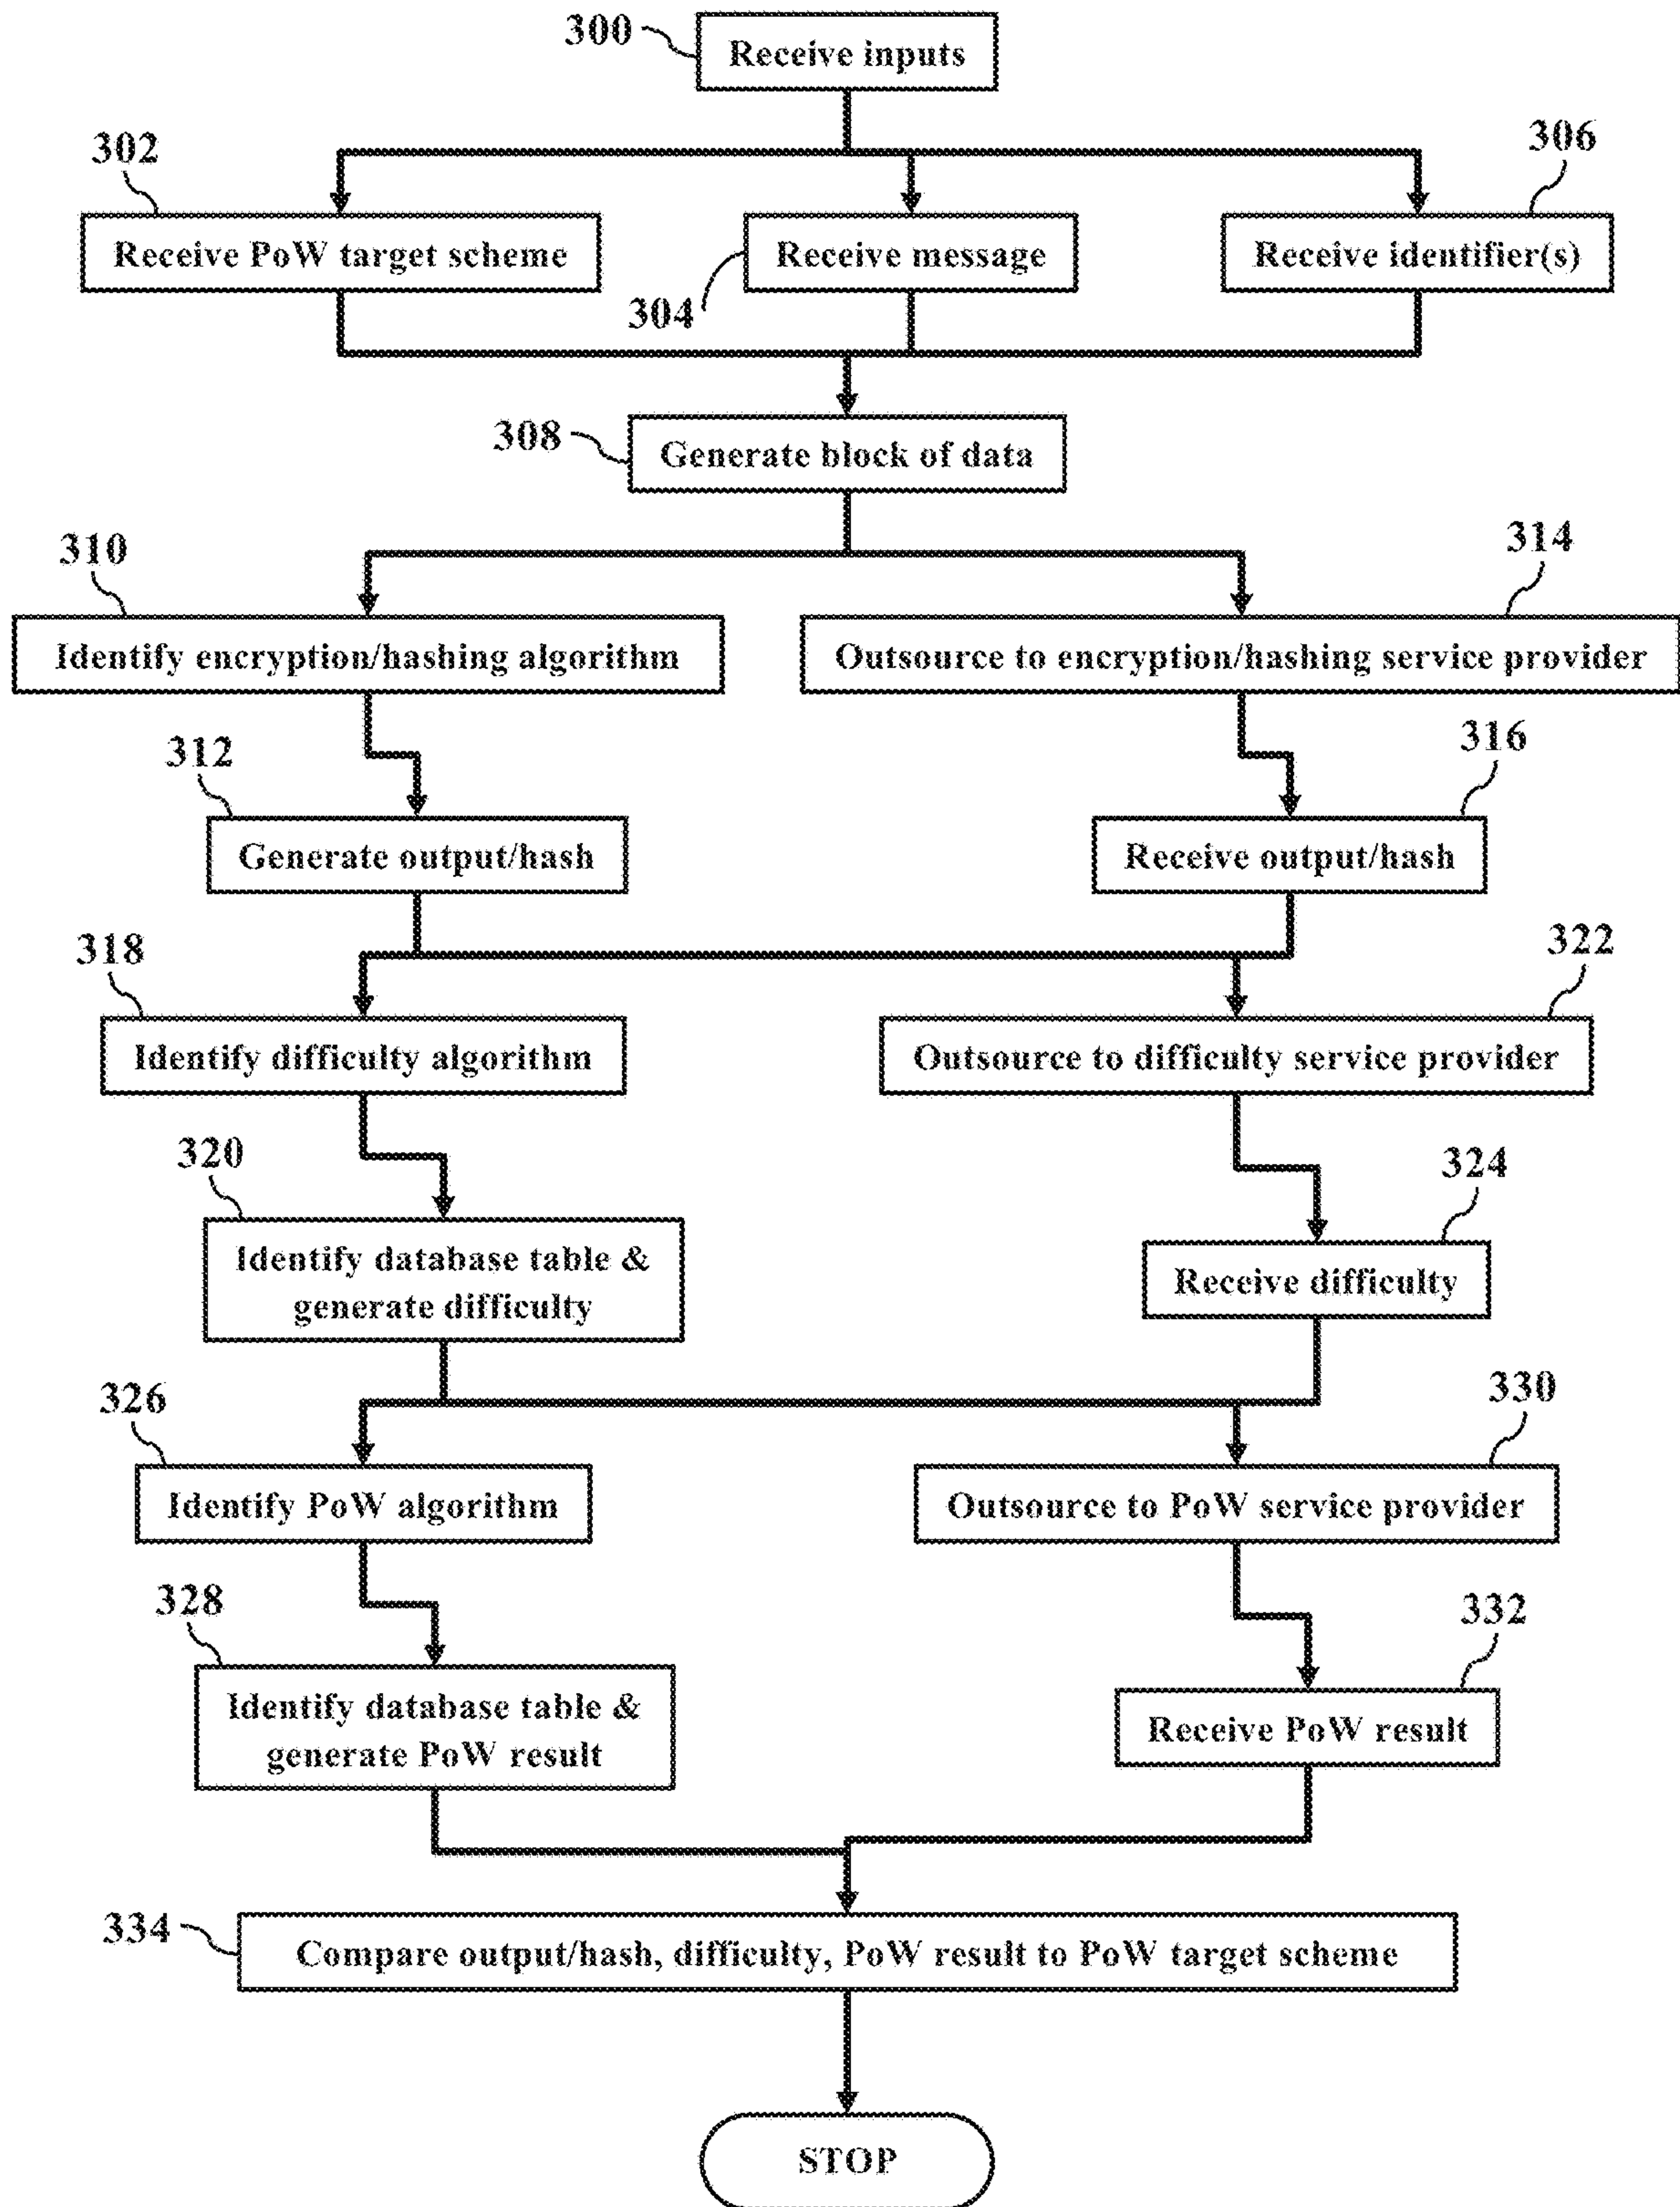 300
Receive inputs
302
306
Receive PoW target scheme
Receive message
Receive identifier(s)
304
308
Generate block of data
310
314
Identify encryption/hashing algorithm
Outsource to encryption/hashing service provider
312
316
Generate output/hash
Receive output/hash
318
322
Identify difficulty algorithm
Outsource to difficulty service provider
320
324
Identify database table &
generate difficulty
Receive difficulty
326
330
Identify PoW algorithm
Outsource to PoW service provider
328
332
Identify database table &
generate PoW result
Receive PoW result
334
Compare output/hash, difficulty, PoW result to PoW target scheme
STOP